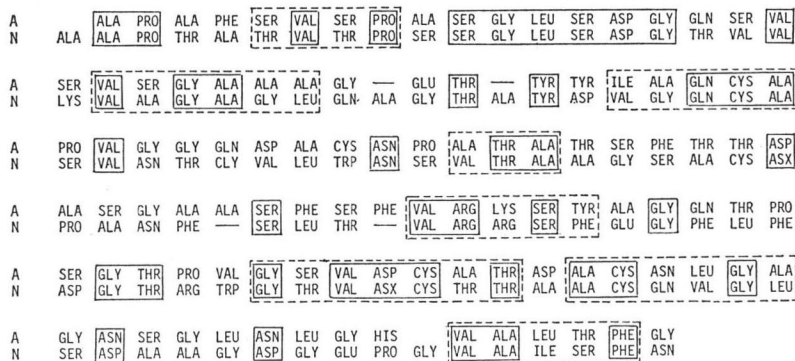 A ALA PRO ALA PHE SER VAL SER PRO ALA SER GLY LEU SER ASP GLY GLN SER VAL
N ALA ALA PRO THR ALA THR VAL THR PRO SER SER GLY LEU SER ASP GLY THR VAL VAL
A SER VAL SER GLY ALA ALA ALA GLY — GLU THR — TYR TYR ILE ALA GLN CYS ALA
N LYS VAL ALA GLY ALA GLY LEU GLN ALA GLY THR ALA TYR ASP VAL GLY GLN CYS ALA
A PRO VAL GLY GLY GLN ASP ALA CYS ASN PRO ALA THR ALA THR SER PHE THR THR ASP
N SER VAL ASN THR CLY VAL LEU TRP ASN SER VAL THR ALA ALA GLY SER ALA CYS ASX
A ALA SER GLY ALA ALA SER PHE SER PHE VAL ARG LYS SER TYR ALA GLY GLN THR PRO
N PRO ALA ASN PHE — SER LEU THR — VAL ARG ARG SER PHE GLU GLY PHE LEU PHE
A SER GLY THR PRO VAL GLY SER VAL ASP CYS ALA THR ASP ALA CYS ASN LEU GLY ALA
N ASP GLY THR ARG TRP GLY THR VAL ASX CYS THR THR ALA ALA CYS GLN VAL GLY LEU
A GLY ASN SER GLY LEU ASN LEU GLY HIS VAL ALA LEU THR PHE GLY
N SER ASP ALA ALA GLY ASP GLY GLU PRO GLY VAL ALA ILE SER PHE ASN